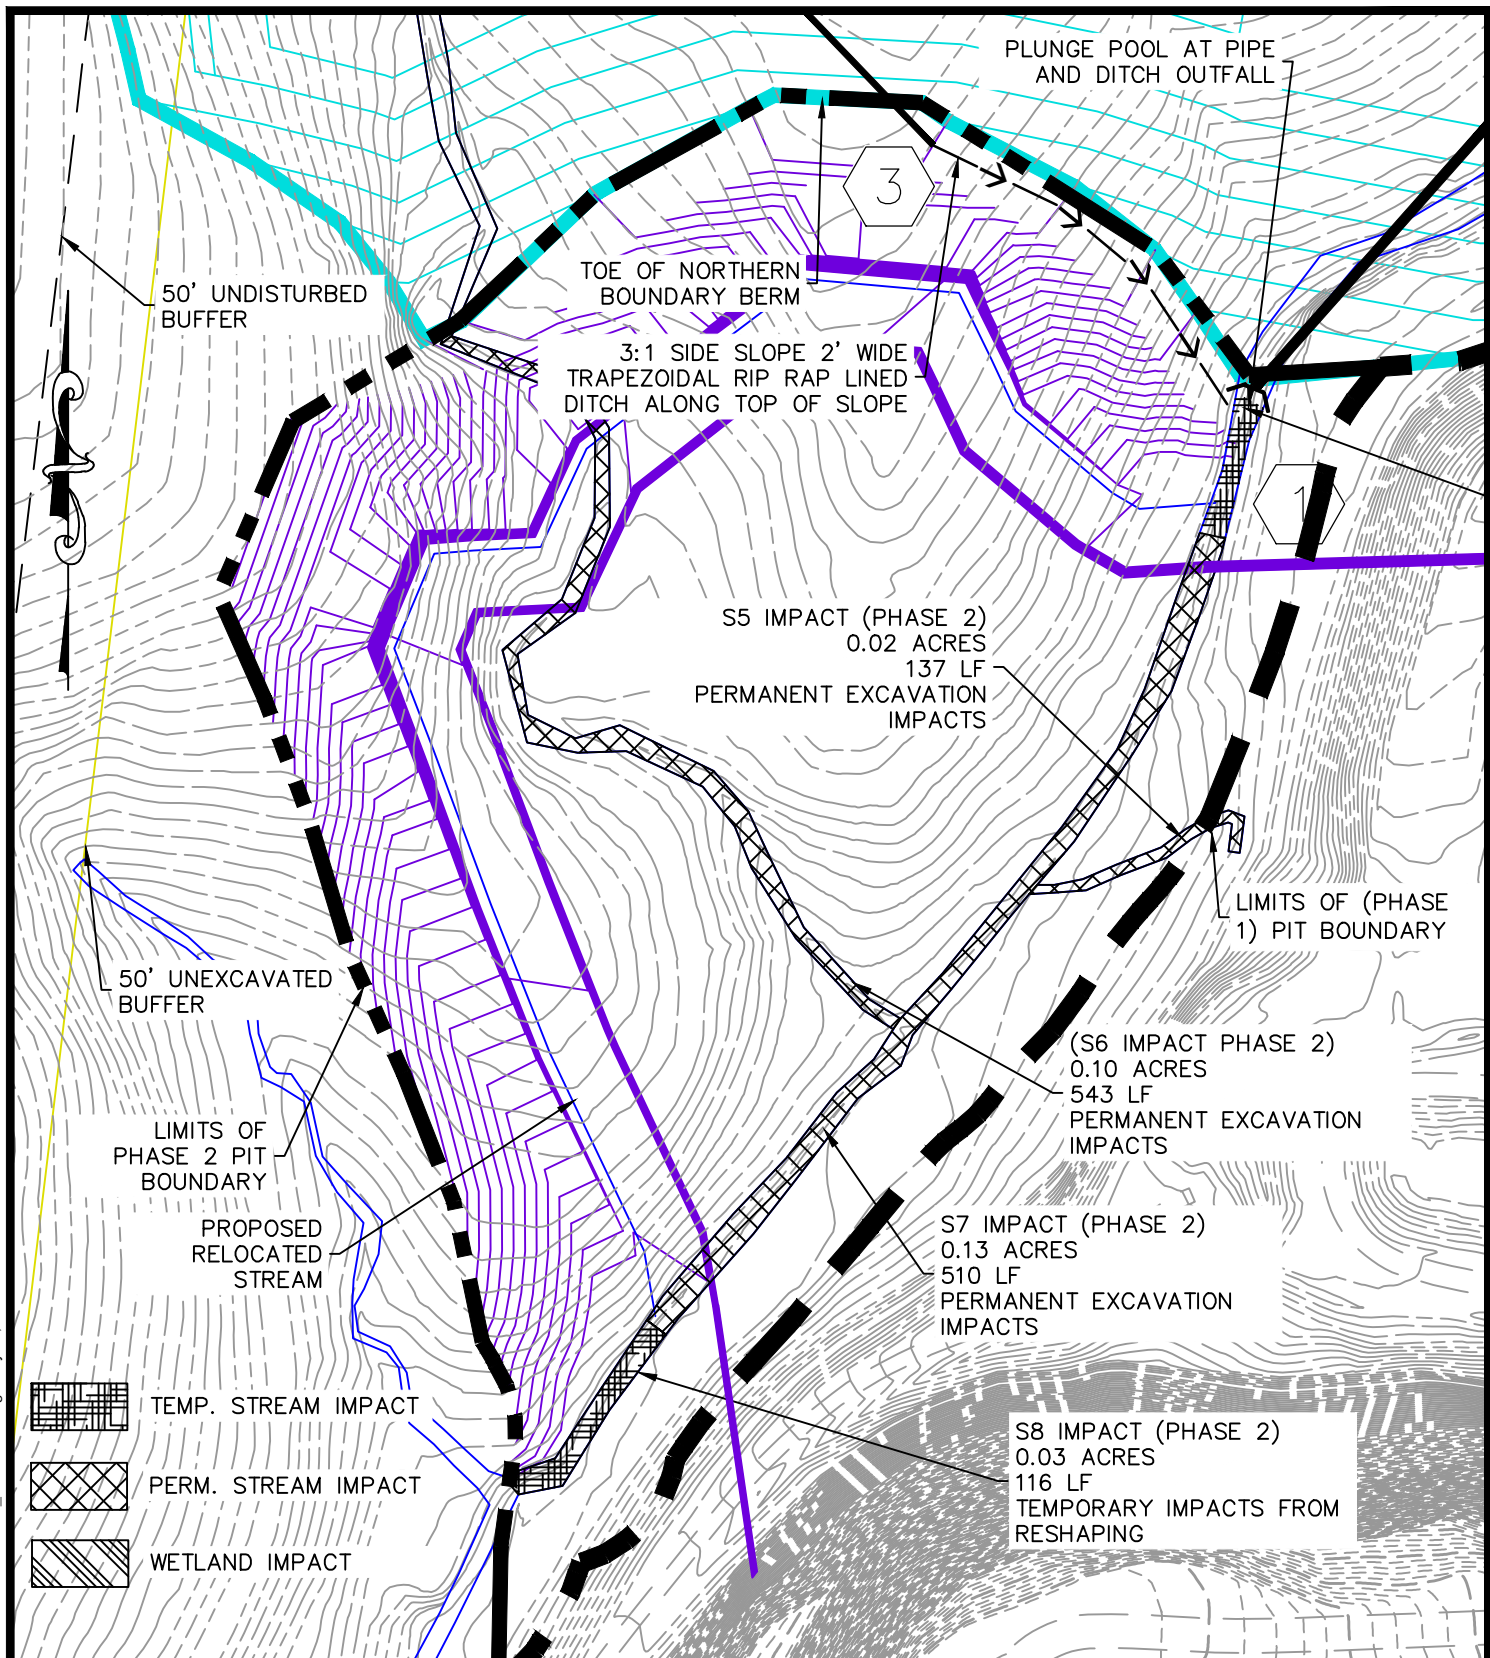 PLUNGE POOL AT PIPE
AND DITCH OUTFALL
3
50' UNDISTURBED
BUFFER
TOE OF NORTHERN
BOUNDARY BERM
3:1 SIDE SLOPE 2' WIDE
TRAPEZOIDAL RIP RAP LINED
DITCH ALONG TOP OF SLOPE
1
S5 IMPACT (PHASE 2)
0.02 ACRES
137 LF
PERMANENT EXCAVATION
IMPACTS
LIMITS OF (PHASE
1) PIT BOUNDARY
50' UNEXCAVATED
BUFFER
(S6 IMPACT PHASE 2)
0.10 ACRES
543 LF
PERMANENT EXCAVATION
IMPACTS
LIMITS OF
PHASE 2 PIT
BOUNDARY
PROPOSED
RELOCATED
STREAM
S7 IMPACT (PHASE 2)
0.13 ACRES
510 LF
PERMANENT EXCAVATION
IMPACTS
TEMP. STREAM IMPACT
S8 IMPACT (PHASE 2)
0.03 ACRES
116 LF
TEMPORARY IMPACTS FROM
RESHAPING
PERM. STREAM IMPACT
WETLAND IMPACT